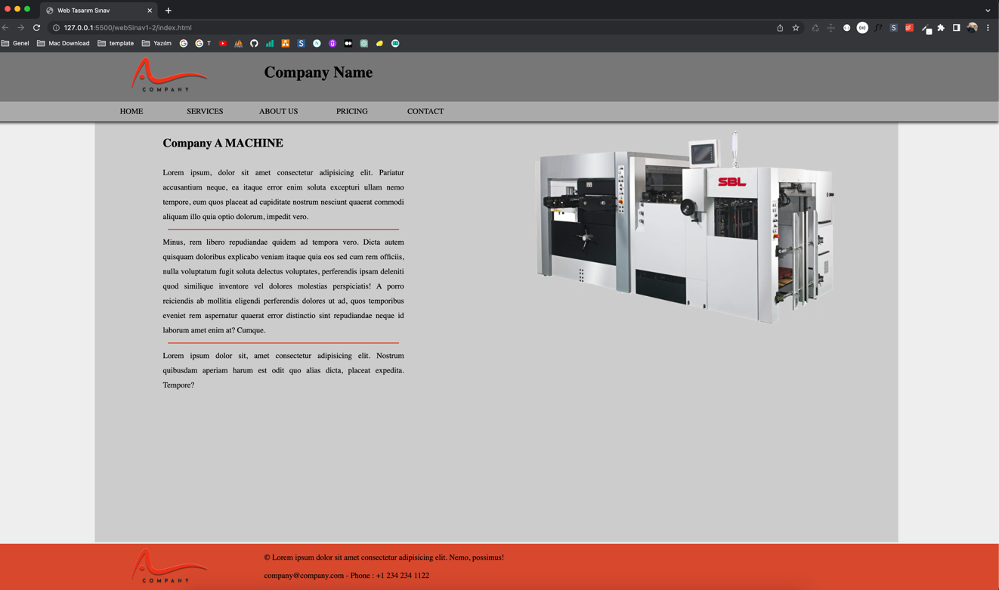 Web Tasarım Sınav
127.0.0.1:5500/webSinav1-2/index.html
Genel Mac Download template Yazılm T
COMPANY
Company Name
HOME SERVICES ABOUT US PRICING CONTACT
Company A MACHINE
Lorem ipsum, dolor sit amet consectetur adipisicing elit. Pariatur
accusantium neque, ea itaque error enim soluta excepturi ullam nemo
tempore, eum quos placeat ad cupiditate nostrum nesciunt quaerat commodi
aliquam illo quia optio dolorum, impedit vero.
Minus, rem libero repudiandae quidem ad tempora vero. Dicta autem
quisquam doloribus explicabo veniam itaque quia eos sed cum rem officiis,
nulla voluptatum fugit soluta delectus voluptates, perferendis ipsam deleniti
quod similique inventore vel dolores molestias perspiciatis! A porro
reiciendis ab mollitia eligendi perferendis dolores ut ad, quos temporibus
eveniet rem aspernatur quaerat error distinctio sint repudiandae neque id
laborum amet enim at? Cumque.
Lorem ipsum dolor sit, amet consectetur adipisicing elit. Nostrum
quibusdam aperiam harum est odit quo alias dicta, placeat expedita.
Tempore?
SBL
COMPANY
© Lorem ipsum dolor sit amet consectetur adipisicing elit. Nemo, possimus!
company@company.com - Phone : +1 234 234 1122